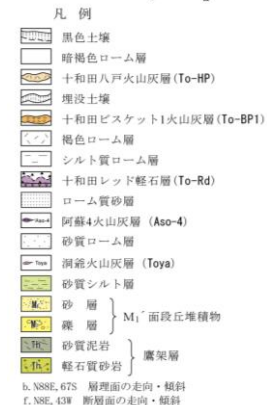 凡 例
黒色土壌
暗褐色ローム層
十和田八戸火山灰層(To-HP)
埋没土壌
十和田ビスケット1火山灰層(To-BP1)
褐色ローム層
シルト質ローム層
十和田レッド軽石層(To-Rd)
ローム質砂層
Aso-4 阿蘇4火山灰層 (Aso-4)
砂質ローム層
Toya 洞爺火山灰層 (Toya)
砂質シルト層
砂 層
礫 層
M₁´面段丘堆積物
砂質泥岩
軽石質砂岩
鷹架層
b. N88E, 67S 層理面の走向・傾斜
f. N8E, 43W 断層面の走向・傾斜